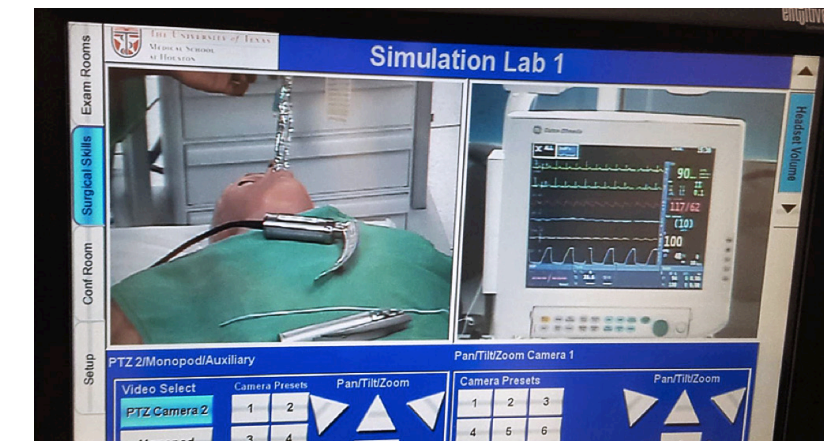 THE UNIVERSITY of TEXAS
MEDICAL SCHOOL
AT HOUSTON
Simulation Lab 1
Exam Rooms
Surgical Skills
Conf Room
Setup
Headset Volume
X ALL
90
117/62
(10)
100
PTZ 2/Monopod/Auxiliary
Pan/Tilt/Zoom Camera 1
Video Select
Camera Presets
Pan/Tilt/Zoom
Camera Presets
Pan/Tilt/Zoom
PTZ Camera 2
1
2
1
2
3
3
4
4
5
6